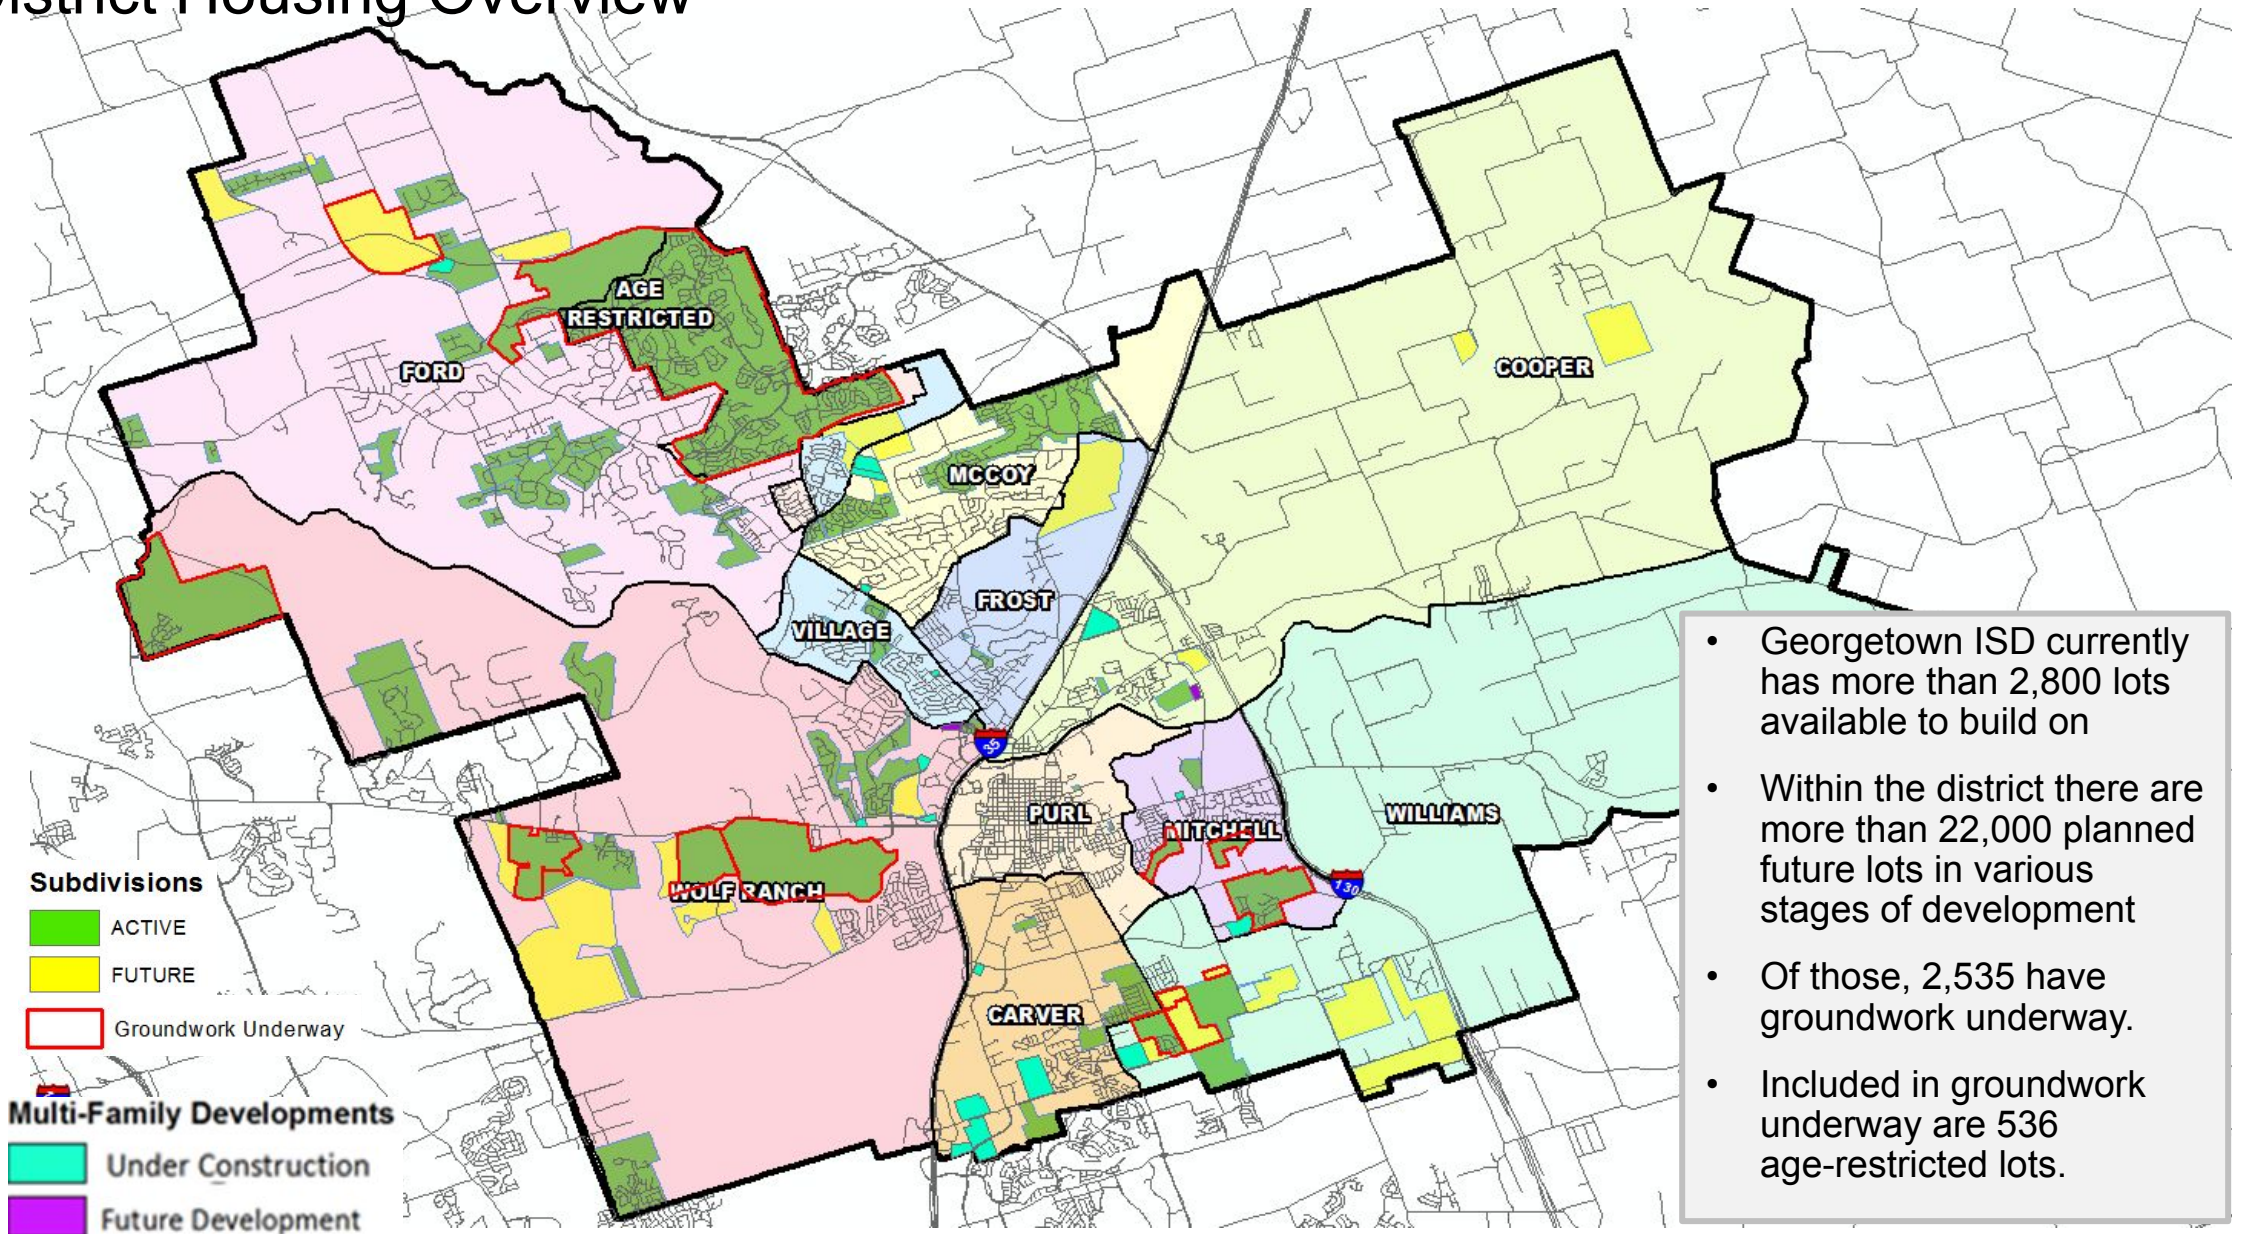 District Housing Overview
AGE
RESTRICTED
FORD
COOPER
MCCOY
FROST
VILLAGE
35
PURL
MITCHELL
WILLIAMS
130
WOLF RANCH
CARVER
Subdivisions
ACTIVE
FUTURE
Groundwork Underway
Multi-Family Developments
Under Construction
Future Development
• Georgetown ISD currently
has more than 2,800 lots
available to build on
• Within the district there are
more than 22,000 planned
future lots in various
stages of development
• Of those, 2,535 have
groundwork underway.
• Included in groundwork
underway are 536
age-restricted lots.